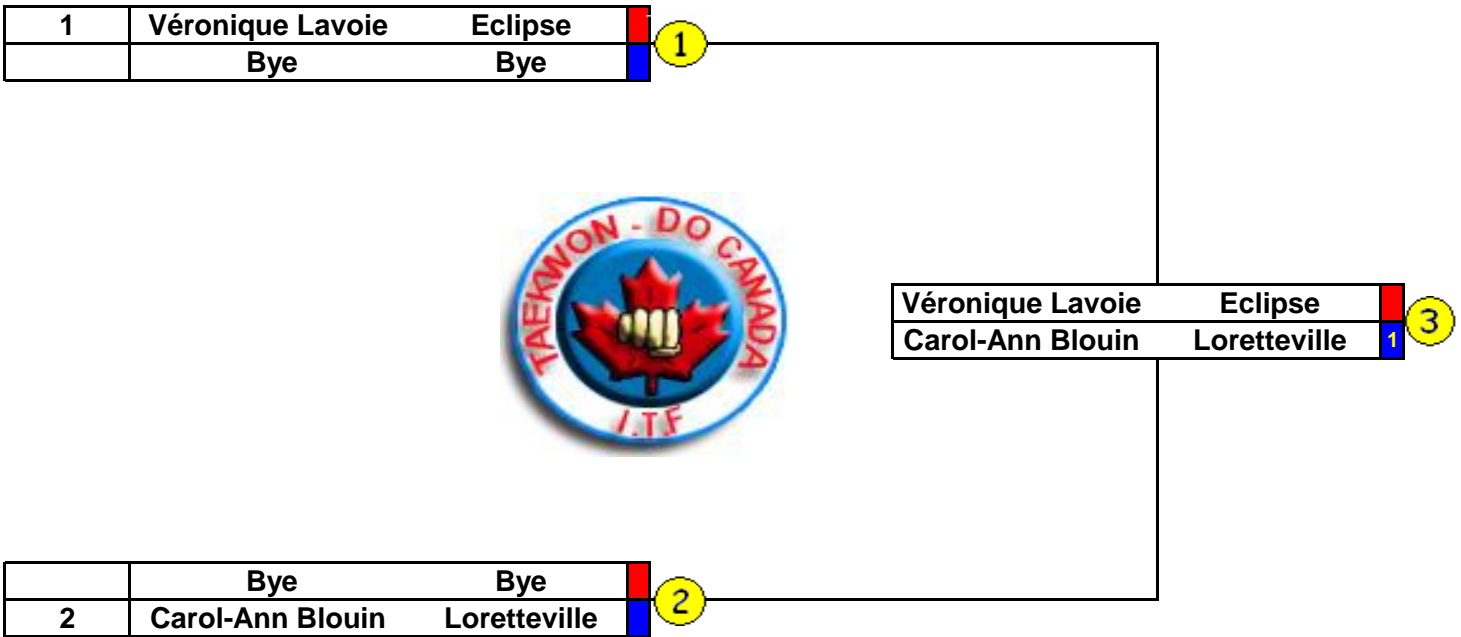 1 Véronique Lavoie Eclipse
Bye Bye
1
TAEKWON - DO CANADA
I.T.F
Véronique Lavoie Eclipse
Carol-Ann Blouin Loretteville 1
3
Bye Bye
2 Carol-Ann Blouin Loretteville
2